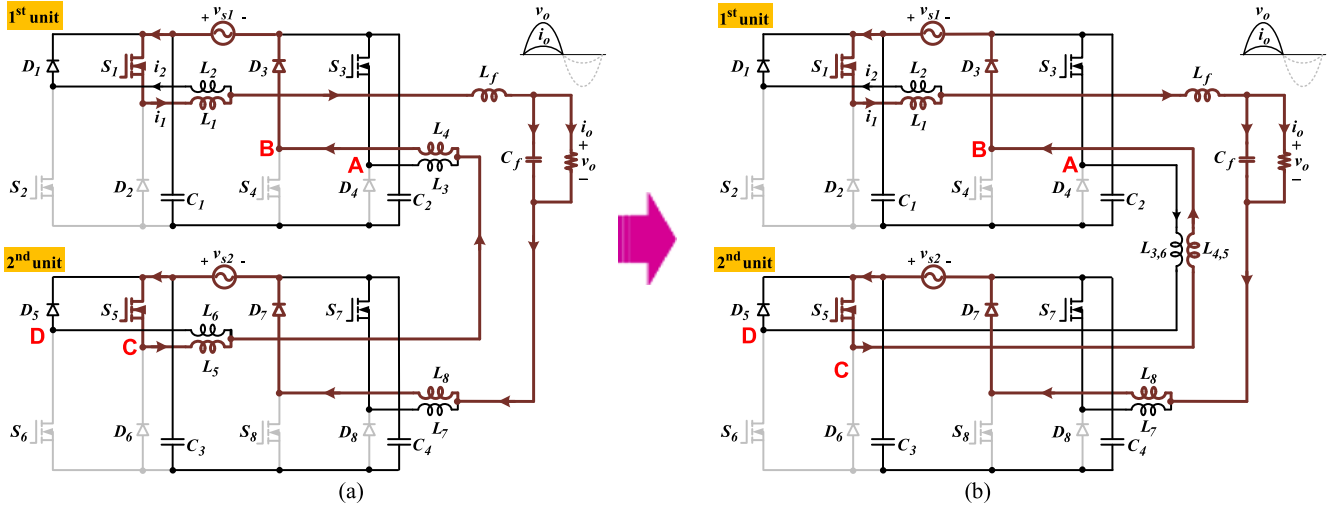 1st unit
+ vs1 -
vo
io
D1
S1
i2
L2
D3
S3
Lf
i1
L1
B
L4
A
L3
Cf
io
+
vo
−
S2
D2
C1
S4
D4
C2
2nd unit
+ vs2 -
D5
S5
L6
D7
S7
D
C
L5
L8
L7
S6
D6
C3
S8
D8
C4
(a)
1st unit
+ vs1 -
vo
io
D1
S1
i2
L2
D3
S3
Lf
i1
L1
B
A
Cf
io
+
vo
−
S2
D2
C1
S4
D4
C2
L3,6
L4,5
2nd unit
+ vs2 -
D5
S5
D7
S7
D
C
L8
L7
S6
D6
C3
S8
D8
C4
(b)